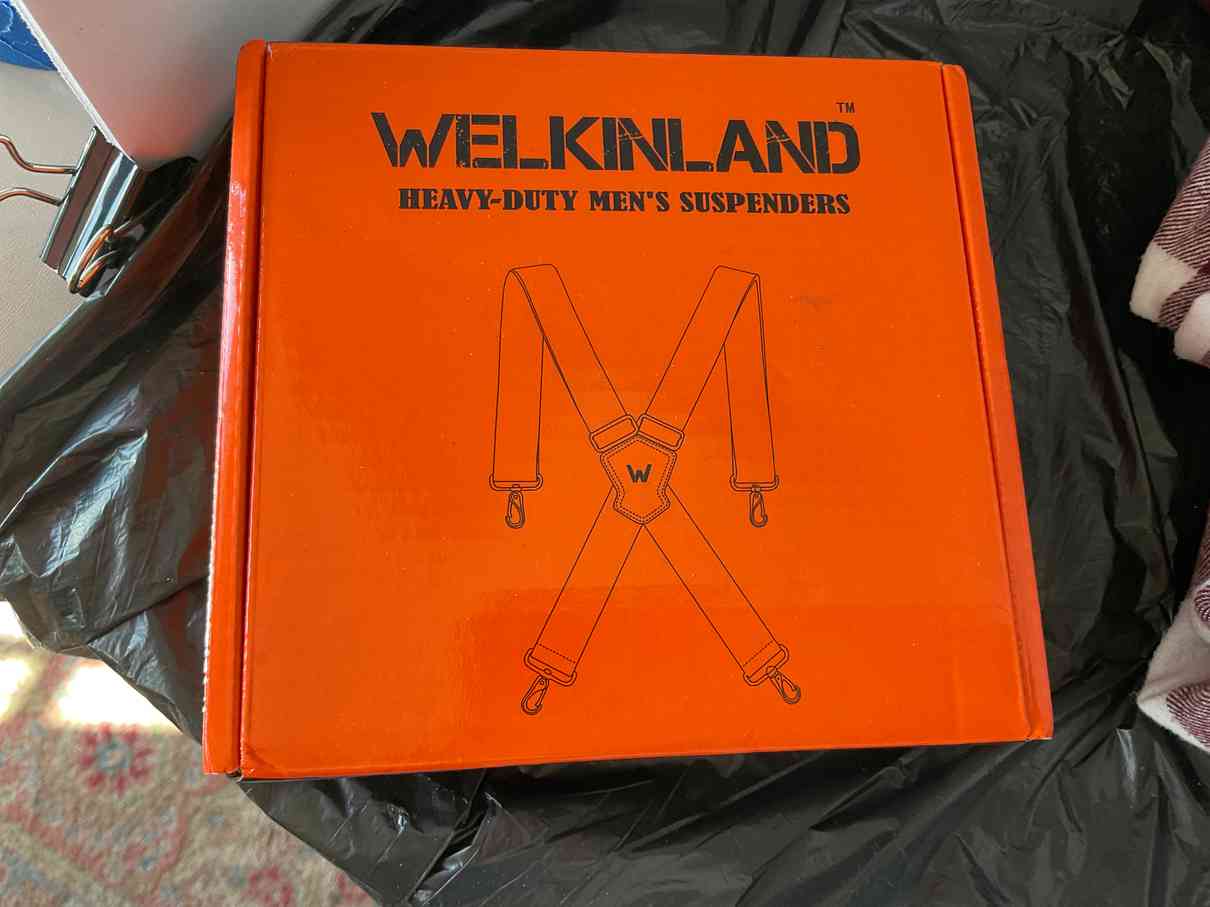 WELKINLAND™
HEAVY-DUTY MEN'S SUSPENDERS
W